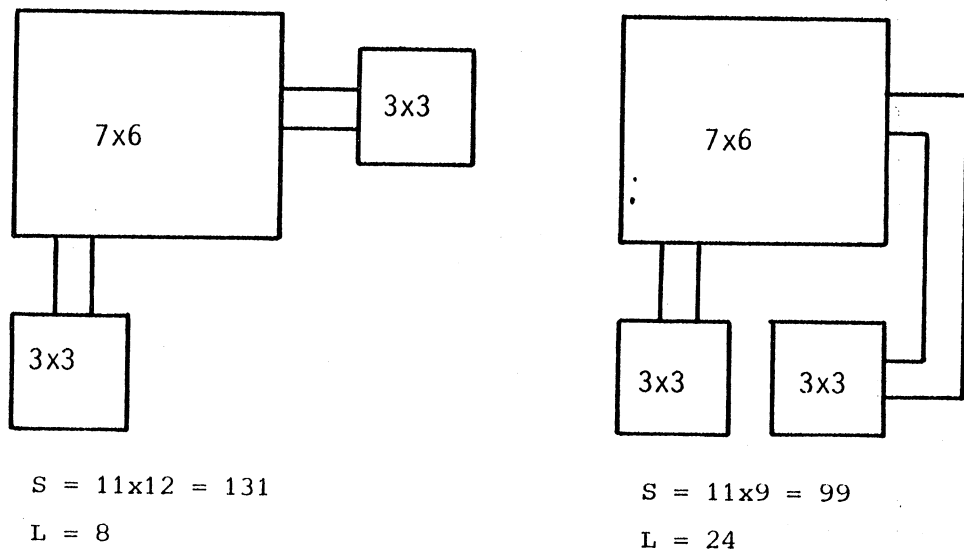 7x6
3x3
3x3
S = 11x12 = 131
L = 8
7x6
3x3
3x3
S = 11x9 = 99
L = 24